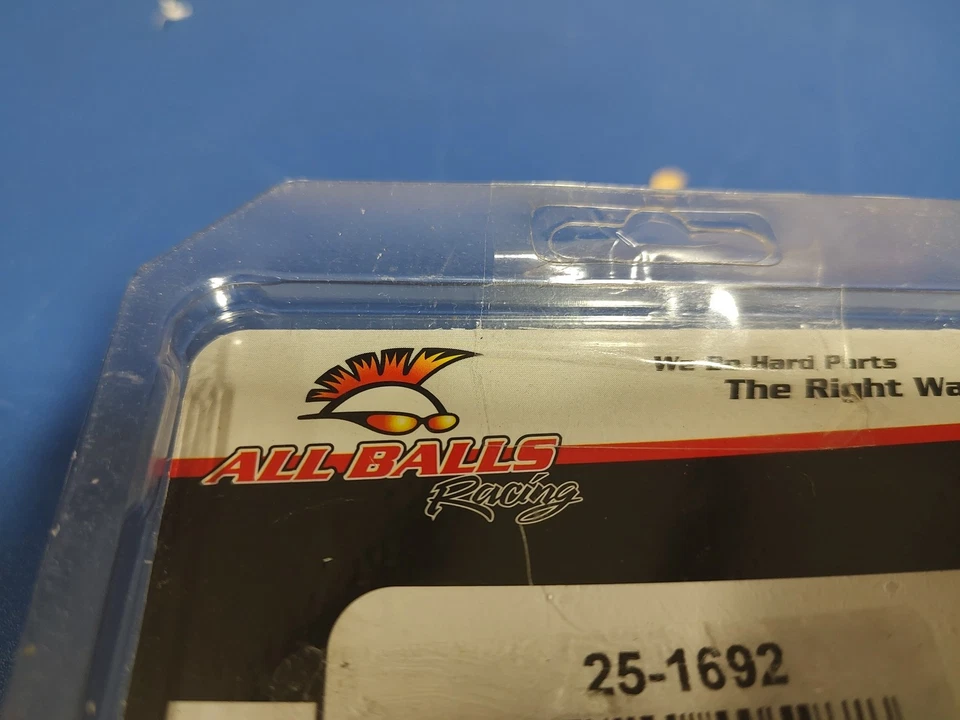 We Do Hard Parts
The Right Wa
ALL BALLS
Racing
25-1692